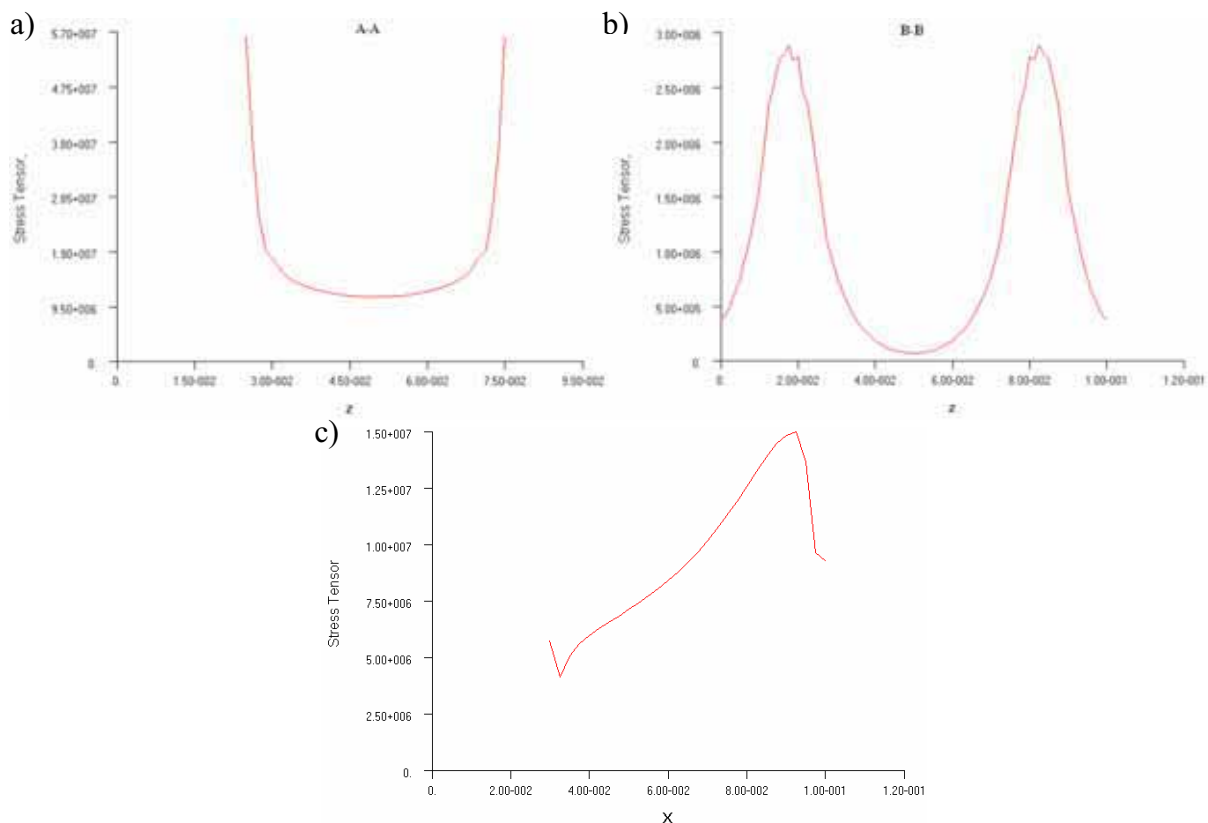 a)
A-A
5.70+007
4.75+007
3.80+007
2.85+007
1.90+007
9.50+006
0.
Stress Tensor,
0. 1.50-002 3.00-002 4.50-002 6.00-002 7.50-002 9.00-002
z
b)
B-B
3.00+006
2.50+006
2.00+006
1.50+006
1.00+006
5.00+005
0.
Stress Tensor,
0. 2.00-002 4.00-002 6.00-002 8.00-002 1.00-001 1.20-001
z
c)
1.50+007
1.25+007
1.00+007
7.50+006
5.00+006
2.50+006
0.
Stress Tensor
0. 2.00-002 4.00-002 6.00-002 8.00-002 1.00-001 1.20-001
X